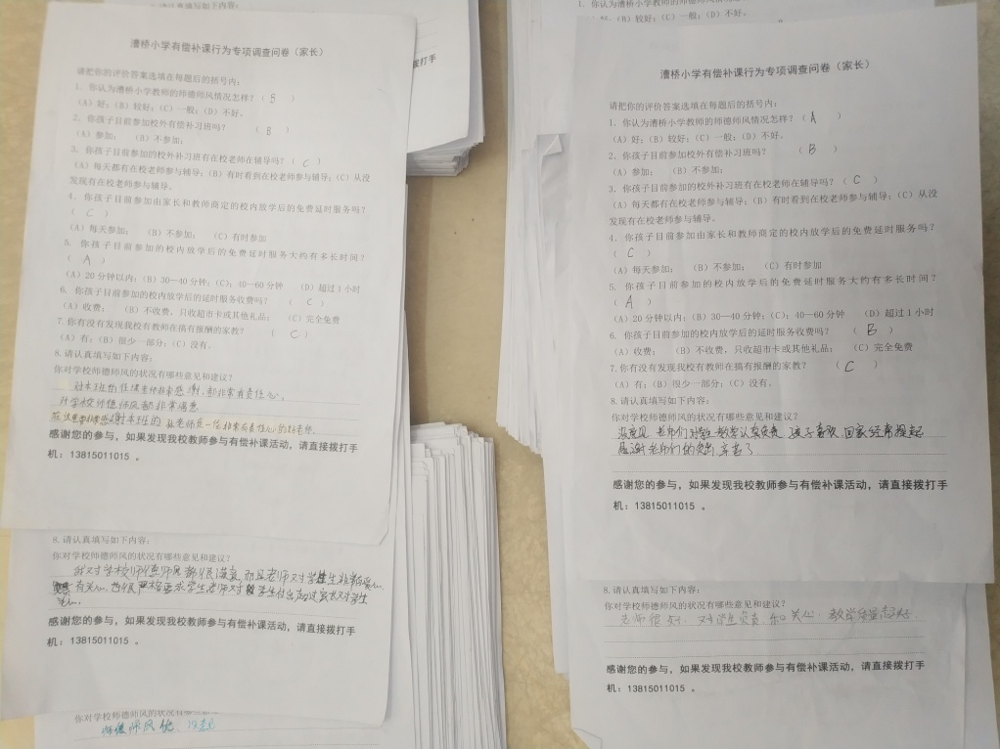 漕桥小学有偿补课行为专项调查问卷（家长）
请把你的评价答案选填在每题后的括号内：
1. 你认为漕桥小学教师的师德师风情况怎样？（ B ）
（A）好；（B）较好；（C）一般；（D）不好。
2、你孩子目前参加校外有偿补习班吗？ （ B ）
（A）参加； （B）不参加；
3、你孩子目前参加的校外补习班有在校老师在辅导吗？（ C ）
（A）每天都有在校老师参与辅导；（B）有时看到在校老师参与辅导；（C）从没
发现有在校老师参与辅导。
4. 你孩子目前参加由家长和教师商定的校内放学后的免费延时服务吗？
（ C ）
（A）每天参加； （B）不参加； （C）有时参加
5. 你孩子目前参加的校内放学后的免费延时服务大约有多长时间？
（ A ）
（A）20分钟以内；（B）30—40分钟；（C）；40—60分钟 （D）超过1小时
6. 你孩子目前参加的校内放学后的延时服务收费吗？ （ C ）
（A）收费； （B）不收费，只收超市卡或其他礼品； （C）完全免费
7.你有没有发现我校有教师在搞有报酬的家教？ （ C ）
（A）有；（B）很少一部分；（C）没有。
8.请认真填写如下内容：
你对学校师德师风的状况有哪些意见和建议？
对本班的任课老师非常感谢，都非常有责任心，
对学校师德师风都非常满意
感谢本班的 老师是一位非常有责任心的好老师.
感谢您的参与，如果发现我校教师参与有偿补课活动，请直接拨打手
机：13815011015 。
8.请认真填写如下内容：
你对学校师德师风的状况有哪些意见和建议？
我对学校师德师风都很满意，而且老师对学生非常
有关心，也很严格要求学生老师对学生付出超过家长对学生
感谢您的参与，如果发现我校教师参与有偿补课活动，请直接拨打手
机：13815011015 。
你对学校师德师风的状况有
师德师风优
拨打手
漕桥小学有偿补课行为专项调查问卷（家长）
请把你的评价答案选填在每题后的括号内：
1、你认为漕桥小学教师的师德师风情况怎样？（ A ）
（A）好；（B）较好；（C）一般；（D）不好。
2、你孩子目前参加校外有偿补习班吗？ （ B ）
（A）参加； （B）不参加；
3、你孩子目前参加的校外补习班有在校老师在辅导吗？（ C ）
（A）每天都有在校老师参与辅导；（B）有时看到在校老师参与辅导；（C）从没
发现有在校老师参与辅导。
4、你孩子目前参加由家长和教师商定的校内放学后的免费延时服务吗？
（ C ）
（A）每天参加； （B）不参加； （C）有时参加
5、你孩子目前参加的校内放学后的免费延时服务大约有多长时间？
（ A ）
（A）20分钟以内；（B）30—40分钟；（C）；40—60分钟 （D）超过1小时
6、你孩子目前参加的校内放学后的延时服务收费吗？ （ B ）
（A）收费； （B）不收费，只收超市卡或其他礼品； （C）完全免费
7.你有没有发现我校有教师在搞有报酬的家教？ （ C ）
（A）有；（B）很少一部分；（C）没有。
8.请认真填写如下内容：
你对学校师德师风的状况有哪些意见和建议？
没意见 老师们对学生教学认真负责，孩子喜欢，回家经常提起
感谢老师们的突出，辛苦了
感谢您的参与，如果发现我校教师参与有偿补课活动，请直接拨打手
机：13815011015 。
8.请认真填写如下内容：
你对学校师德师风的状况有哪些意见和建议？
老师很好，对学生负责，和关心，教学质量
感谢您的参与，如果发现我校教师参与有偿补课活动，请直接拨打手
机：13815011015 。